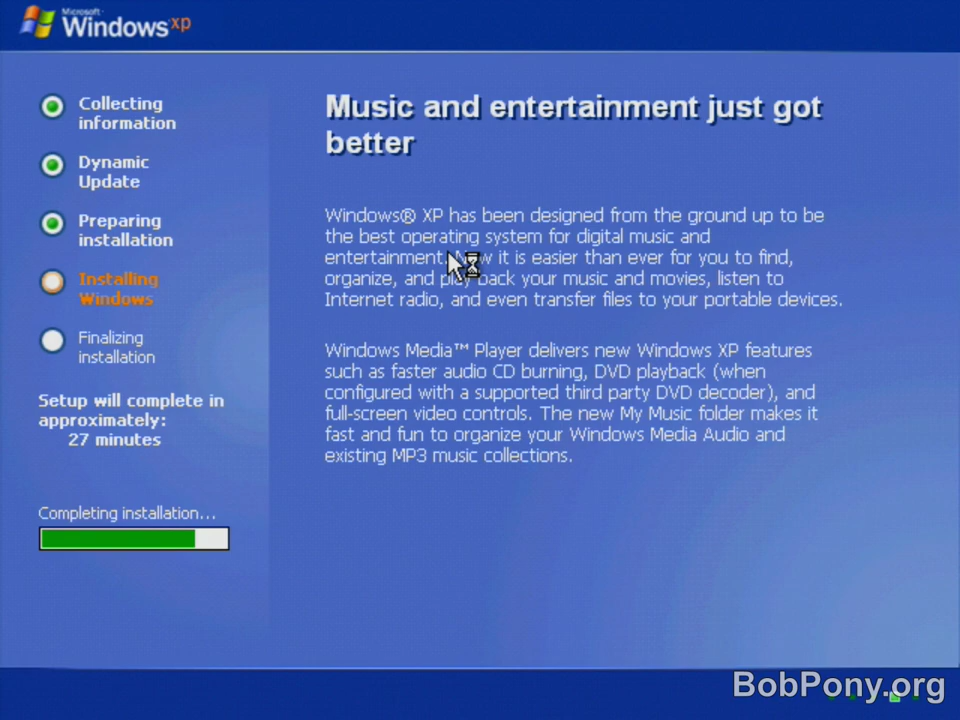 Microsoft
Windows xp
Collecting
information
Dynamic
Update
Preparing
installation
Installing
Windows
Finalizing
installation
Setup will complete in
approximately:
27 minutes
Completing installation...
Music and entertainment just got
better
Windows® XP has been designed from the ground up to be
the best operating system for digital music and
entertainment. Now it is easier than ever for you to find,
organize, and play back your music and movies, listen to
Internet radio, and even transfer files to your portable devices.
Windows Media™ Player delivers new Windows XP features
such as faster audio CD burning, DVD playback (when
configured with a supported third party DVD decoder), and
full-screen video controls. The new My Music folder makes it
fast and fun to organize your Windows Media Audio and
existing MP3 music collections.
BobPony.org